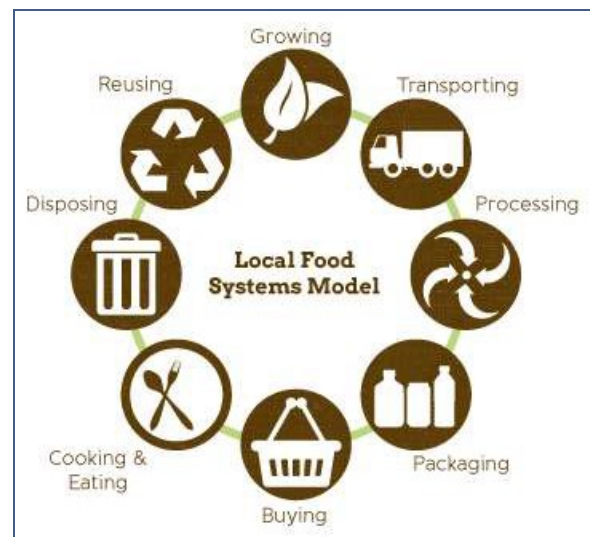 Growing
Transporting
Processing
Packaging
Buying
Cooking &
Eating
Disposing
Reusing
Local Food
Systems Model